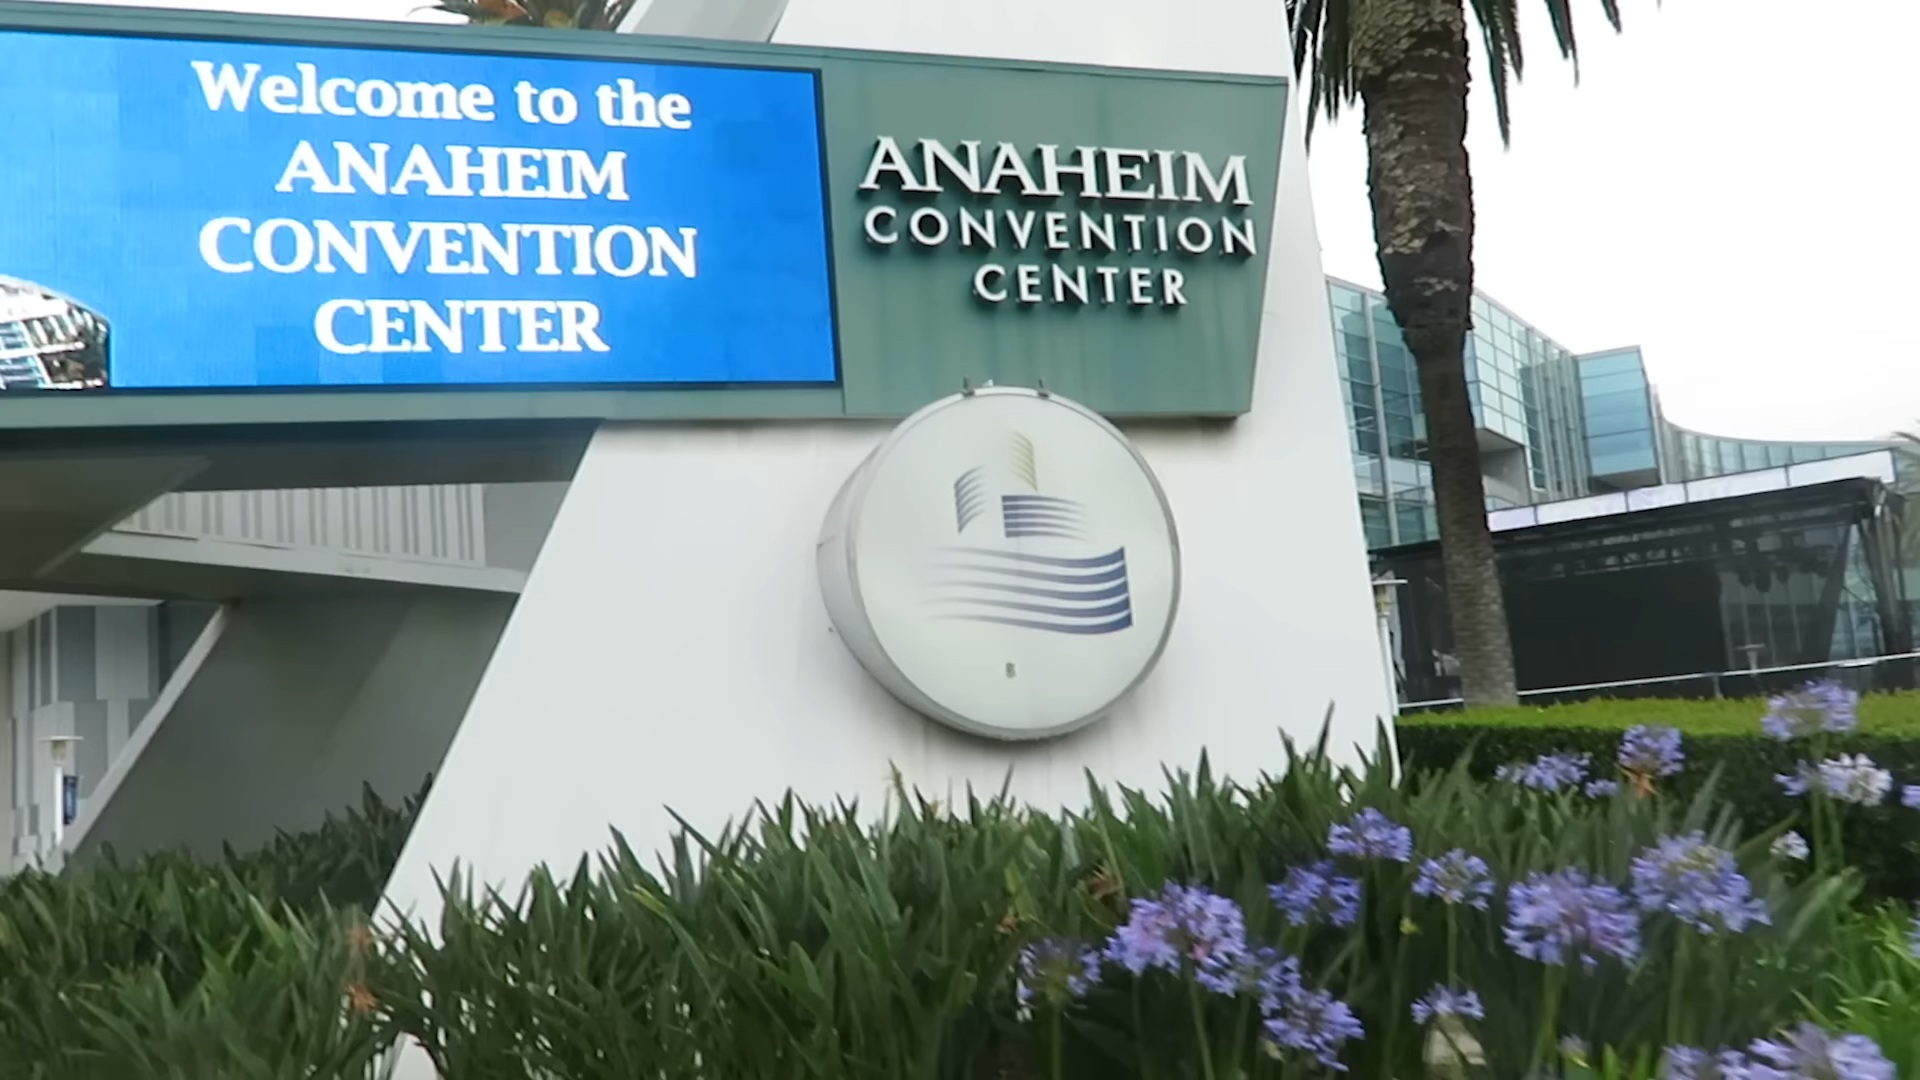 Welcome to the
ANAHEIM
CONVENTION
CENTER
ANAHEIM
CONVENTION
CENTER